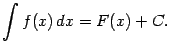 ∫ f(x) dx = F(x) + C.